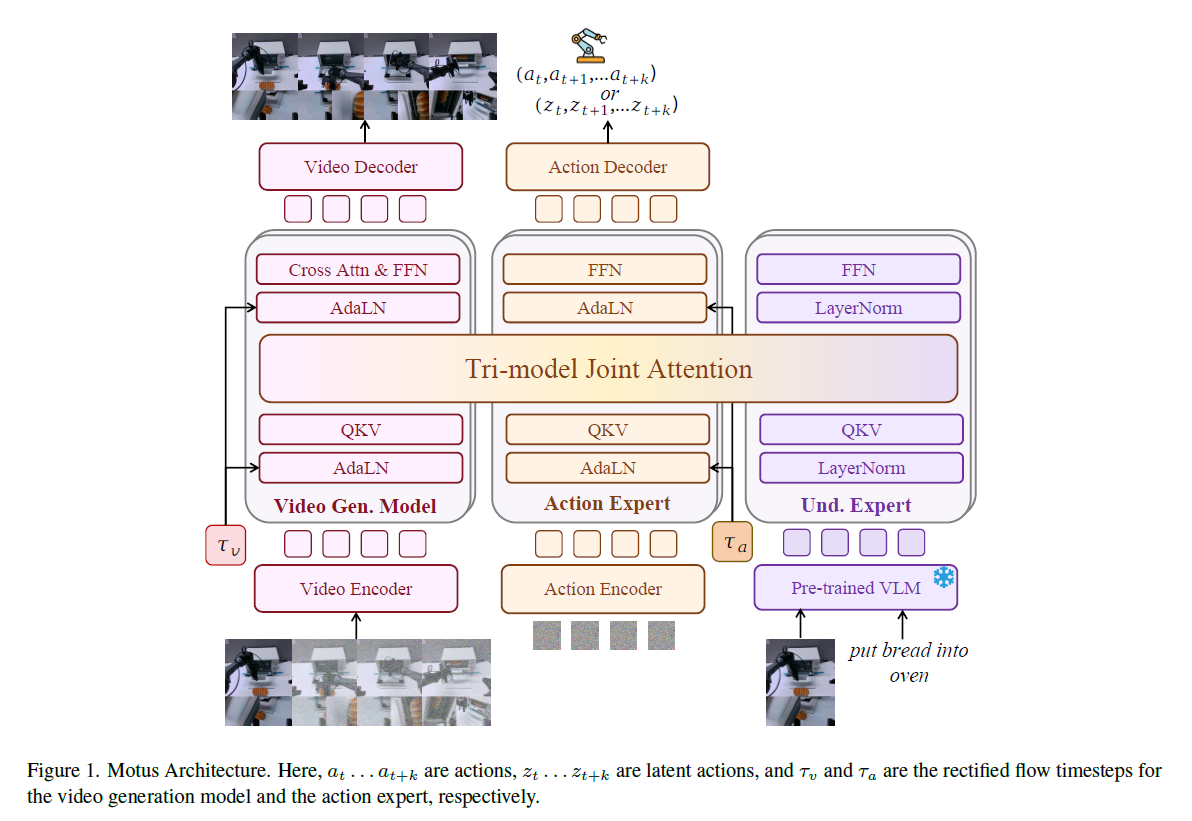 (a_t,a_{t+1},...a_{t+k})
or
(z_t,z_{t+1},...z_{t+k})
Video Decoder
Action Decoder
Cross Attn & FFN
FFN
FFN
AdaLN
AdaLN
LayerNorm
Tri-model Joint Attention
QKV
QKV
QKV
AdaLN
AdaLN
LayerNorm
Video Gen. Model
Action Expert
Und. Expert
τ_v
τ_a
Video Encoder
Action Encoder
Pre-trained VLM
put bread into
oven
Figure 1. Motus Architecture. Here, a_t ... a_{t+k} are actions, z_t ... z_{t+k} are latent actions, and τ_v and τ_a are the rectified flow timesteps for
the video generation model and the action expert, respectively.